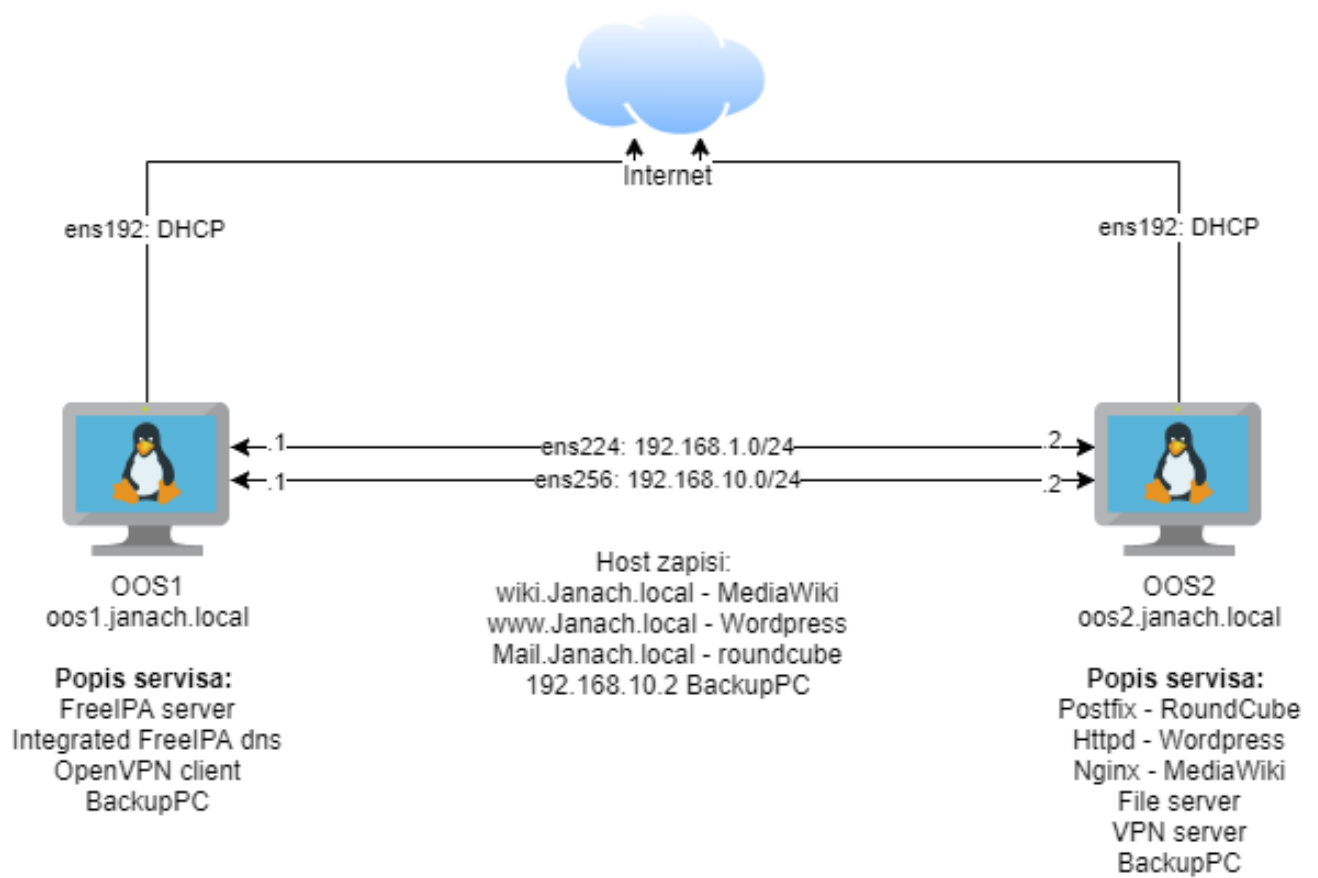 Internet
ens192: DHCP
ens192: DHCP
.1
ens224: 192.168.1.0/24
.2
.1
ens256: 192.168.10.0/24
.2
OOS1
oos1.janach.local
Popis servisa:
FreeIPA server
Integrated FreeIPA dns
OpenVPN client
BackupPC
Host zapisi:
wiki.Janach.local - MediaWiki
www.Janach.local - Wordpress
Mail.Janach.local - roundcube
192.168.10.2 BackupPC
OOS2
oos2.janach.local
Popis servisa:
Postfix - RoundCube
Httpd - Wordpress
Nginx - MediaWiki
File server
VPN server
BackupPC